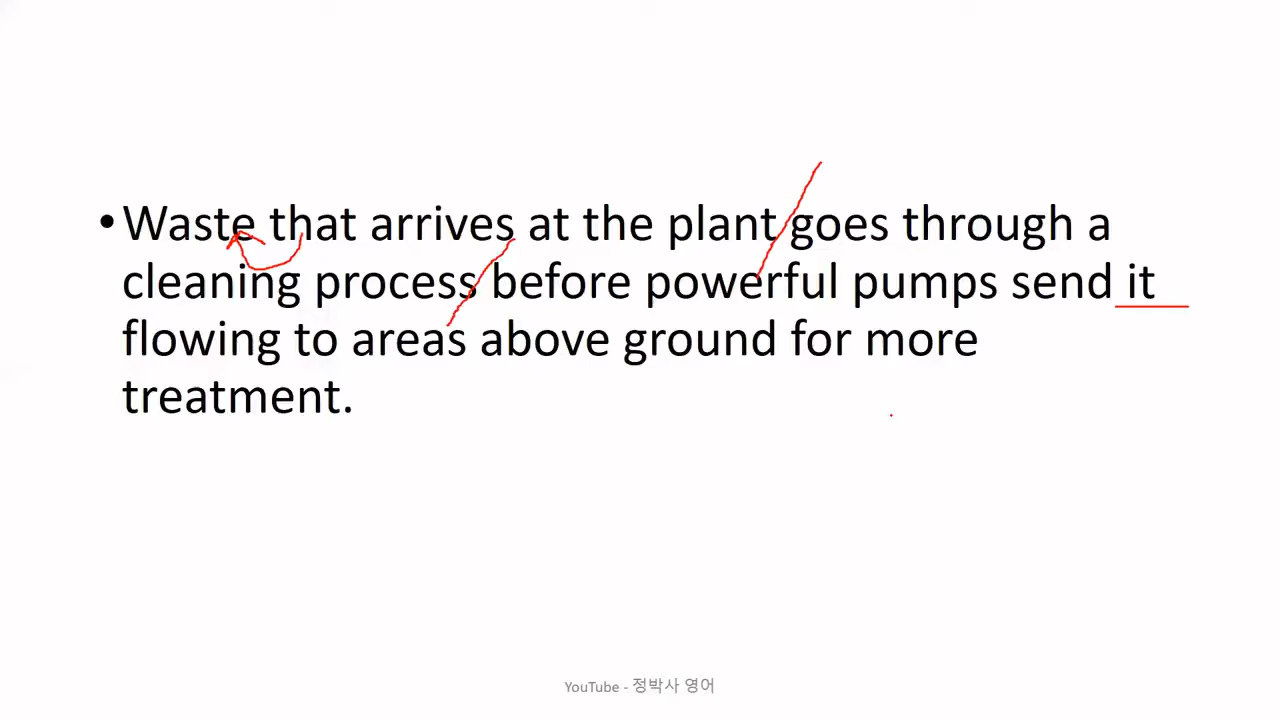 •Waste that arrives at the plant goes through a
cleaning process before powerful pumps send it
flowing to areas above ground for more
treatment.
YouTube - 정박사 영어